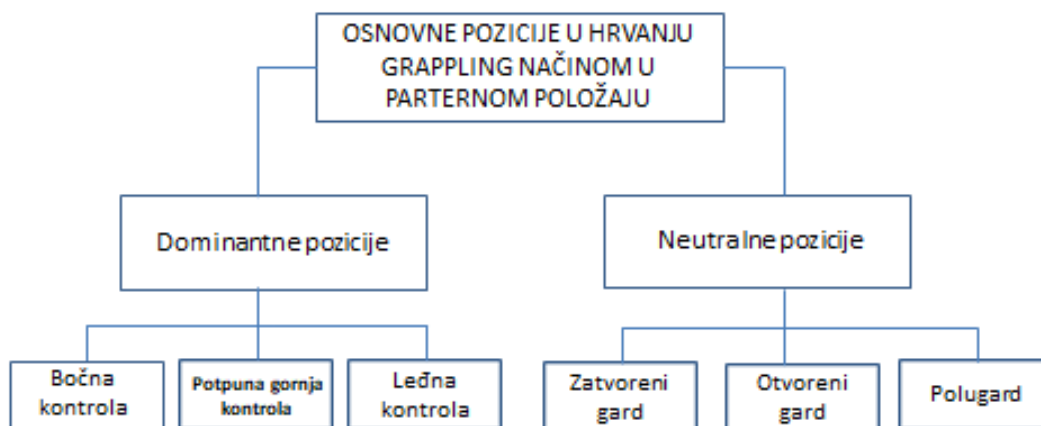 OSNOVNE POZICIJE U HRVANJU
GRAPPLING NAČINOM U
PARTERNOM POLOŽAJU
Dominantne pozicije
Neutralne pozicije
Bočna
kontrola
Potpuna gornja
kontrola
Leđna
kontrola
Zatvoreni
gard
Otvoreni
gard
Polugard